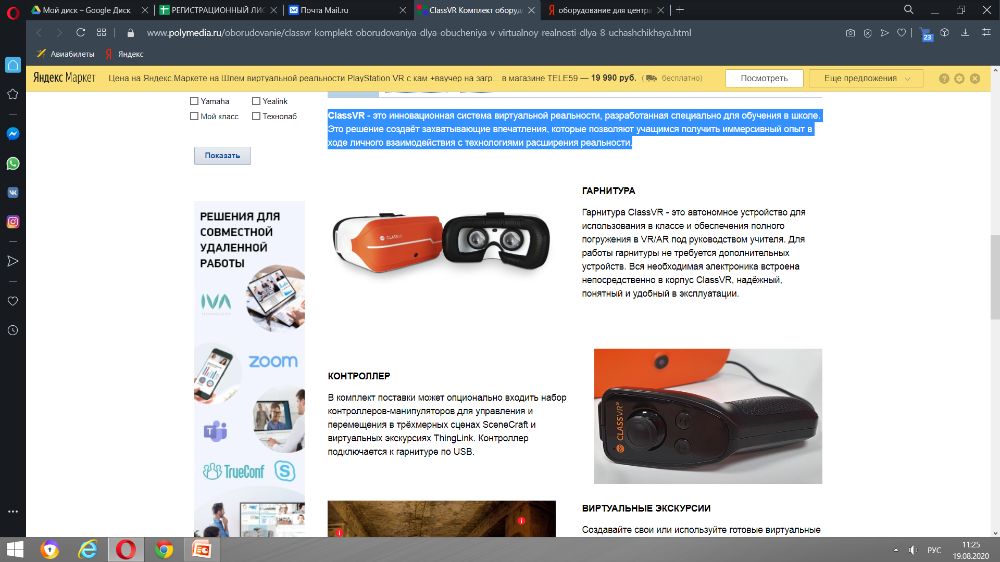 Мой диск – Google Диск
РЕГИСТРАЦИОННЫЙ ЛИС
Почта Mail.ru
ClassVR Комплект оборудо
оборудование для центра
www.polymedia.ru/oborudovanie/classvr-komplekt-oborudovaniya-dlya-obucheniya-v-virtualnoy-realnosti-dlya-8-uchashchikhsya.html
23
Авиабилеты
Яндекс
Яндекс Маркет
Цена на Яндекс.Маркете на Шлем виртуальной реальности PlayStation VR с кам.+ваучер на загр... в магазине TELE59 — 19 990 руб. ( бесплатно)
Посмотреть
Еще предложения
Yamaha
Yealink
Мой класс
Технолаб
Показать
ClassVR - это инновационная система виртуальной реальности, разработанная специально для обучения в школе.
Это решение создаёт захватывающие впечатления, которые позволяют учащимся получить иммерсивный опыт в
ходе личного взаимодействия с технологиями расширения реальности.
РЕШЕНИЯ ДЛЯ
СОВМЕСТНОЙ
УДАЛЕННОЙ
РАБОТЫ
IVA
TECHNOLOGIES
zoom
T
TrueConf
S
CLASSVR
ГАРНИТУРА
Гарнитура ClassVR - это автономное устройство для
использования в классе и обеспечения полного
погружения в VR/AR под руководством учителя. Для
работы гарнитуры не требуется дополнительных
устройств. Вся необходимая электроника встроена
непосредственно в корпус ClassVR, надёжный,
понятный и удобный в эксплуатации.
КОНТРОЛЛЕР
В комплект поставки может опционально входить набор
контроллеров-манипуляторов для управления и
перемещения в трёхмерных сценах SceneCraft и
виртуальных экскурсиях ThingLink. Контроллер
подключается к гарнитуре по USB.
CLASSVR®
ВИРТУАЛЬНЫЕ ЭКСКУРСИИ
Создавайте свои или используйте готовые виртуальные
РУС
11:25
19.08.2020